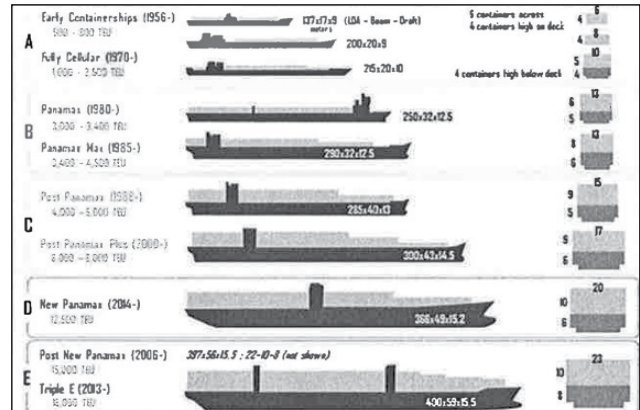 A
Early Containerships (1956-)
500 - 800 TEU
137x17x9 (LOA - Beam - Draft)
meters
200x20x9
6 containers across
4 containers high on deck
6
4
8
4
Fully Cellular (1970-)
1,000 - 2,500 TEU
215x20x10
4 containers high below deck
10
5
4
B
Panamax (1980-)
3,000 - 3,400 TEU
250x32x12.5
13
6
5
Panamax Max (1985-)
3,400 - 4,500 TEU
290x32x12.5
13
8
6
C
Post Panamax (1988-)
4,000 - 5,000 TEU
285x40x13
15
9
5
Post Panamax Plus (2000-)
6,000 - 8,000 TEU
300x43x14.5
17
9
6
D
New Panamax (2014-)
12,500 TEU
366x49x15.2
20
10
6
E
Post New Panamax (2006-)
15,000 TEU
397x56x15.5 ; 22-10-8 (not shown)
Triple E (2013-)
18,000 TEU
400x59x15.5
23
10
8